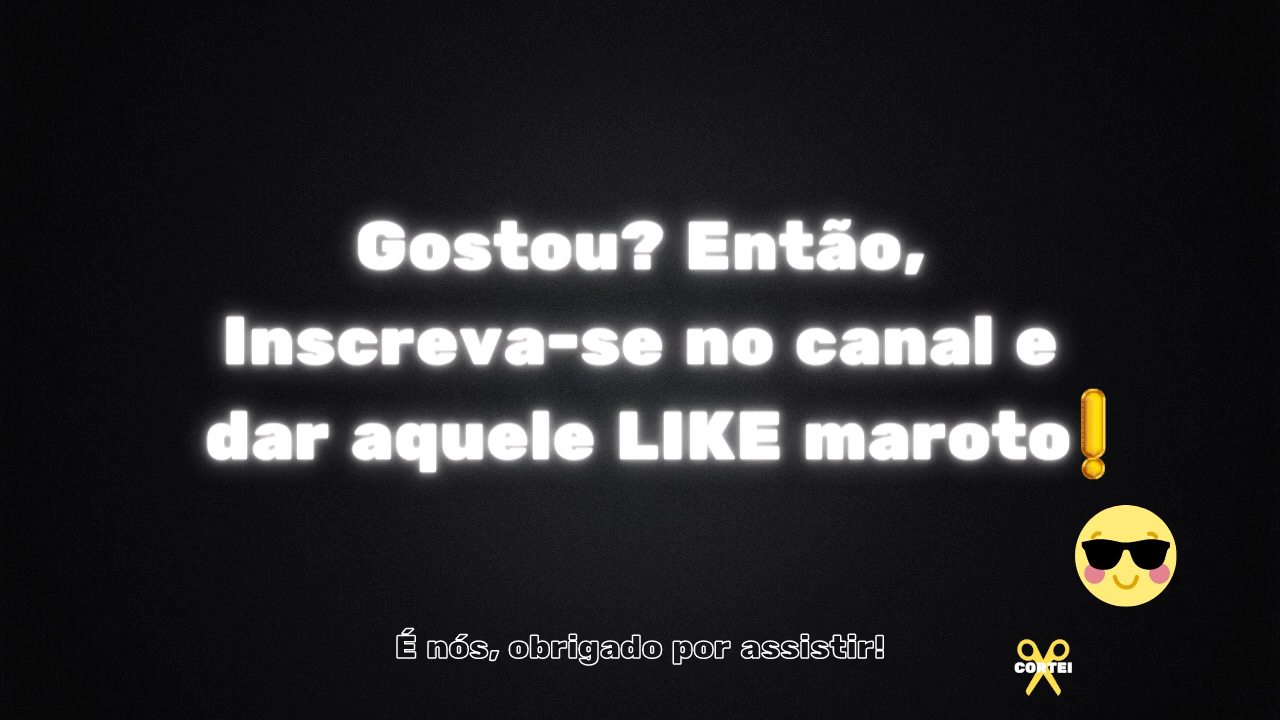 Gostou? Então,
Inscreva-se no canal e
dar aquele LIKE maroto!
É nós, obrigado por assistir!
CORTEI